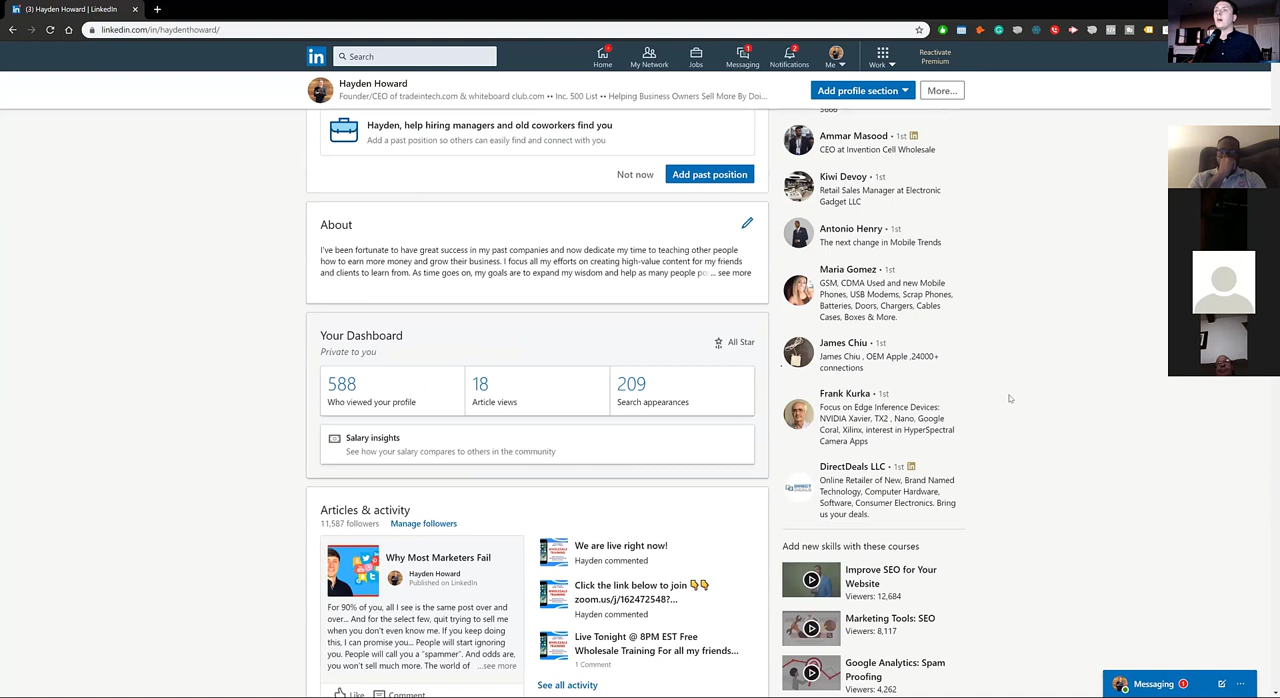 (3) Hayden Howard | LinkedIn
linkedin.com/in/haydenthoward/
Search
Home
My Network
Jobs
1
Messaging
2
Notifications
Me
Work
Reactivate
Premium
Hayden Howard
Founder/CEO of tradeintech.com & whiteboard club.com •• Inc. 500 List •• Helping Business Owners Sell More By Doi...
Add profile section
More...
Hayden, help hiring managers and old coworkers find you
Add a past position so others can easily find and connect with you
Not now
Add past position
About
I've been fortunate to have great success in my past companies and now dedicate my time to teaching other people
how to earn more money and grow their business. I focus all my efforts on creating high-value content for my friends
and clients to learn from. As time goes on, my goals are to expand my wisdom and help as many people po... see more
Your Dashboard
Private to you
All Star
588
Who viewed your profile
18
Article views
209
Search appearances
Salary insights
See how your salary compares to others in the community
Articles & activity
11,587 followers
Manage followers
Why Most Marketers Fail
Hayden Howard
Published on LinkedIn
For 90% of you, all I see is the same post over and
over... And for the select few, quit trying to sell
me when you don't even know me. If you keep doing
this, I can promise you... People will start ignoring
you. People will call you a "spammer". And odds are,
you won't sell much more. The world of ...see more
Like
Comment
We are live right now!
Hayden commented
Click the link below to join 👇👇
zoom.us/j/162472548?...
Hayden commented
Live Tonight @ 8PM EST Free
Wholesale Training For all my friends...
1 Comment
See all activity
Ammar Masood • 1st
CEO at Invention Cell Wholesale
Kiwi Devoy • 1st
Retail Sales Manager at Electronic
Gadget LLC
Antonio Henry • 1st
The next change in Mobile Trends
Maria Gomez • 1st
GSM, CDMA Used and new Mobile
Phones, USB Modems, Scrap Phones,
Batteries, Doors, Chargers, Cables
Cases, Boxes & More.
James Chiu • 1st
James Chiu , OEM Apple ,24000+
connections
Frank Kurka • 1st
Focus on Edge Inference Devices:
NVIDIA Xavier, TX2 , Nano, Google
Coral, Xilinx, interest in HyperSpectral
Camera Apps
DirectDeals LLC • 1st
Online Retailer of New, Brand Named
Technology, Computer Hardware,
Software, Consumer Electronics. Bring
us your deals.
Add new skills with these courses
Improve SEO for Your
Website
Viewers: 12,684
Marketing Tools: SEO
Viewers: 8,117
Google Analytics: Spam
Proofing
Viewers: 4,262
Messaging
1